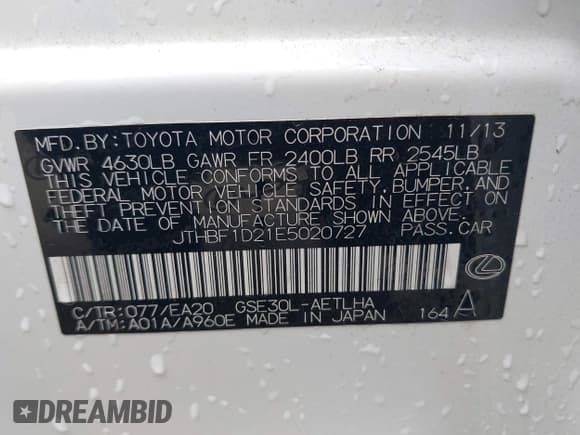 MFD.BY:TOYOTA MOTOR CORPORATION 11/13
GVWR 4630LB GAWR FR 2400LB RR 2545LB
THIS VEHICLE CONFORMS TO ALL APPLICABLE
FEDERAL MOTOR VEHICLE SAFETY,BUMPER,AND
THEFT PREVENTION STANDARDS IN EFFECT ON
THE DATE OF MANUFACTURE SHOWN ABOVE.
JTHBF1D21E5020727 PASS.CAR
C/TR:077/EA20 GSE30L-AETLHA
A/TM:A01A/A960E MADE IN JAPAN 164 A
DREAMBID